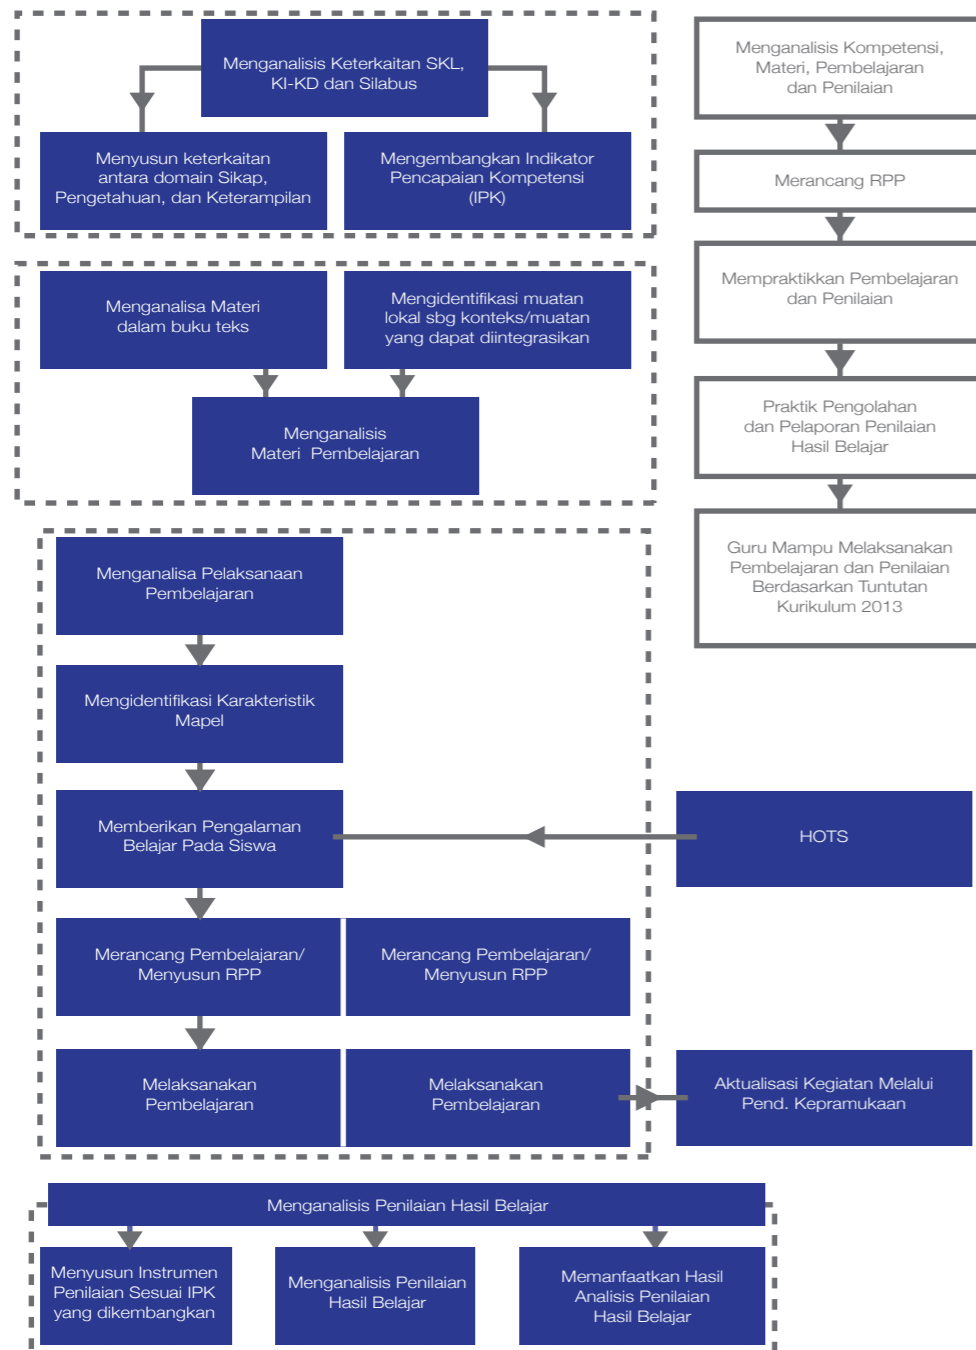 Menganalisis Keterkaitan SKL,
KI-KD dan Silabus
Menyusun keterkaitan
antara domain Sikap,
Pengetahuan, dan Keterampilan
Mengembangkan Indikator
Pencapaian Kompetensi
(IPK)
Menganalisa Materi
dalam buku teks
Mengidentifikasi muatan
lokal sbg konteks/muatan
yang dapat diintegrasikan
Menganalisis
Materi Pembelajaran
Menganalisa Pelaksanaan
Pembelajaran
Mengidentifikasi Karakteristik
Mapel
Memberikan Pengalaman
Belajar Pada Siswa
HOTS
Merancang Pembelajaran/
Menyusun RPP
Merancang Pembelajaran/
Menyusun RPP
Melaksanakan
Pembelajaran
Melaksanakan
Pembelajaran
Aktualisasi Kegiatan Melalui
Pend. Kepramukaan
Menganalisis Penilaian Hasil Belajar
Menyusun Instrumen
Penilaian Sesuai IPK
yang dikembangkan
Menganalisis Penilaian
Hasil Belajar
Memanfaatkan Hasil
Analisis Penilaian
Hasil Belajar
Menganalisis Kompetensi,
Materi, Pembelajaran
dan Penilaian
Merancang RPP
Mempraktikkan Pembelajaran
dan Penilaian
Praktik Pengolahan
dan Pelaporan Penilaian
Hasil Belajar
Guru Mampu Melaksanakan
Pembelajaran dan Penilaian
Berdasarkan Tuntutan
Kurikulum 2013